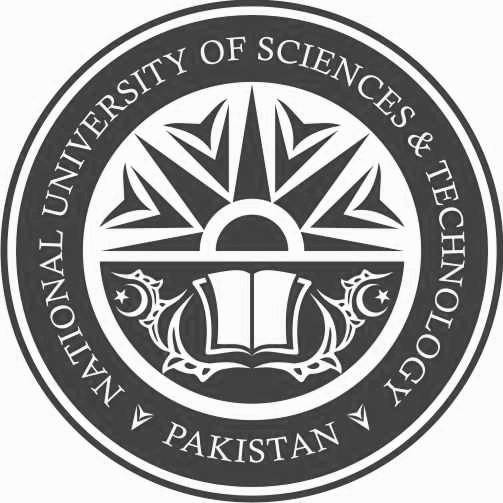 NATIONAL UNIVERSITY OF SCIENCES & TECHNOLOGY
PAKISTAN